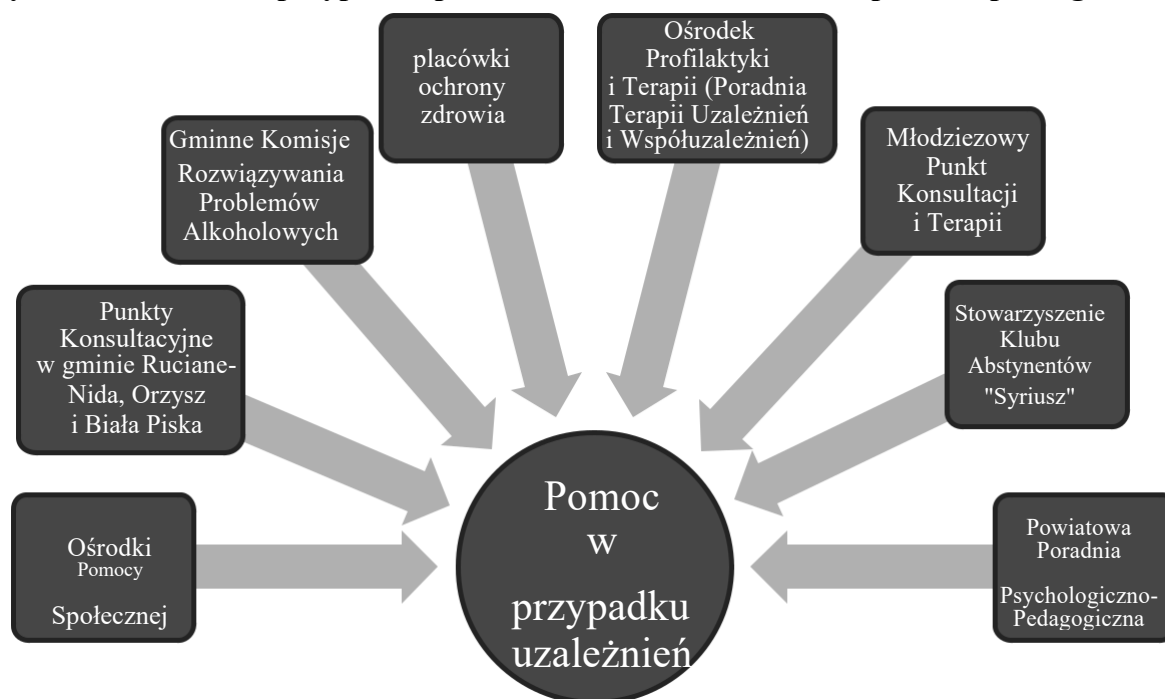 placówki
ochrony
zdrowia
Ośrodek
Profilaktyki
i Terapii (Poradnia
Terapii Uzależnień
i Współuzależnień)
Gminne Komisje
Rozwiązywania
Problemów
Alkoholowych
Młodziezowy
Punkt
Konsultacji
i Terapii
Punkty
Konsultacyjne
w gminie Ruciane-
Nida, Orzysz
i Biała Piska
Stowarzyszenie
Klubu
Abstynentów
"Syriusz"
Ośrodki
Pomocy
Społecznej
Pomoc
w
przypadku
uzależnień
Powiatowa
Poradnia
Psychologiczno-
Pedagogiczna